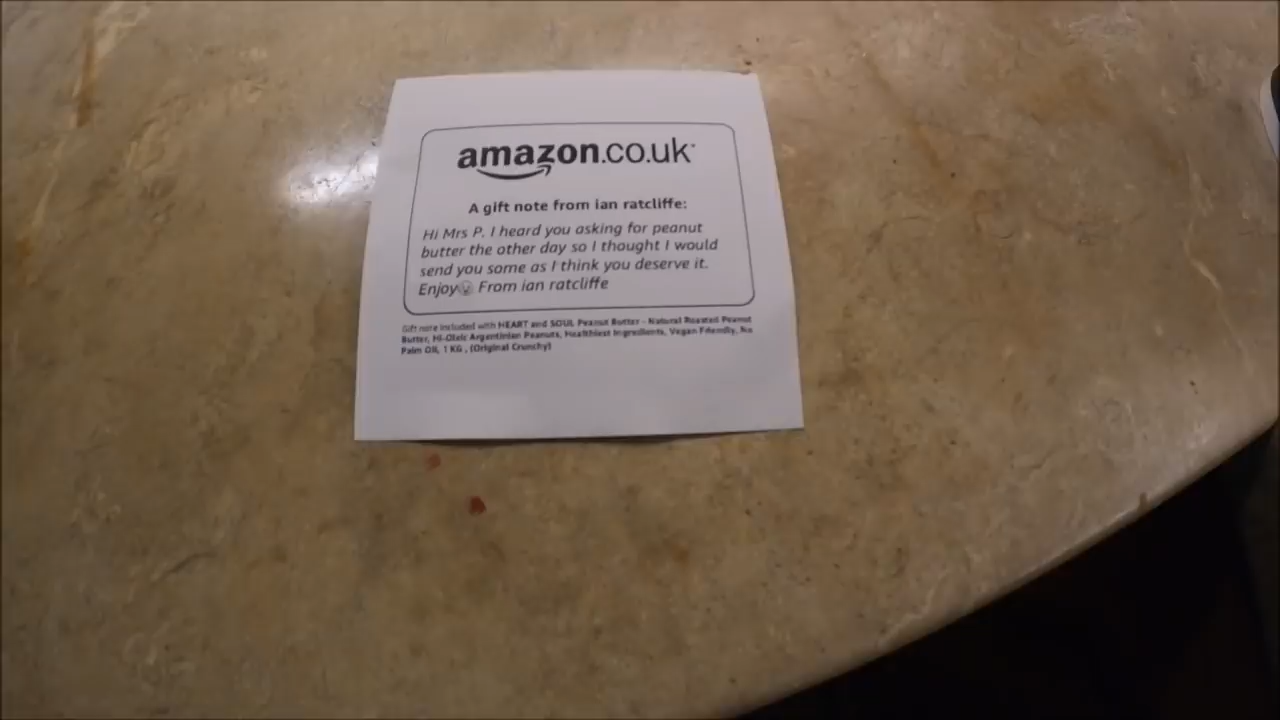 amazon.co.uk
A gift note from ian ratcliffe:
Hi Mrs P. I heard you asking for peanut
butter the other day so I thought I would
send you some as I think you deserve it.
Enjoy😀 From ian ratcliffe
Gift note included with HEART and SOUL Peanut Butter - Natural Roasted Peanut
Butter, Hi-Oleic Argentinian Peanuts, Healthiest Ingredients, Vegan Friendly, No
Palm Oil, 1 KG , (Original Crunchy)